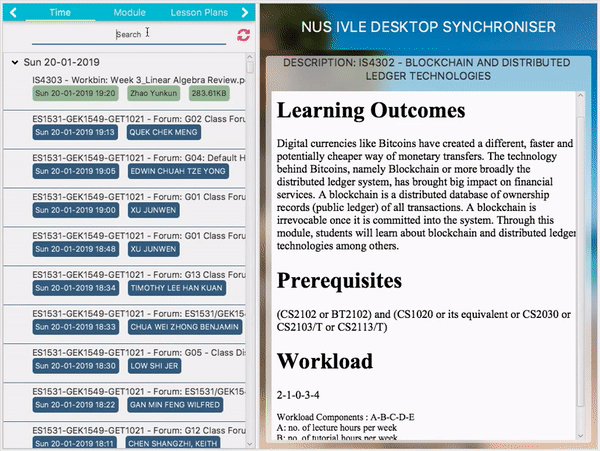 Time
Module
Lesson Plans
Search
Sun 20-01-2019
IS4303 - Workbin: Week 3_Linear Algebra Review.p
Sun 20-01-2019 19:20
Zhao Yunkun
283.61KB
ES1531-GEK1549-GET1021 - Forum: G02 Class Foru
Sun 20-01-2019 19:13
QUEK CHEK MENG
ES1531-GEK1549-GET1021 - Forum: G04: Default H
Sun 20-01-2019 19:05
EDWIN CHUAH TZE YONG
ES1531-GEK1549-GET1021 - Forum: G01 Class Foru
Sun 20-01-2019 19:00
XU JUNWEN
ES1531-GEK1549-GET1021 - Forum: G01 Class Foru
Sun 20-01-2019 18:48
XU JUNWEN
ES1531-GEK1549-GET1021 - Forum: G13 Class Foru
Sun 20-01-2019 18:34
TIMOTHY LEE HAN KUAN
ES1531-GEK1549-GET1021 - Forum: ES1531/GEK15
Sun 20-01-2019 18:33
CHUA WEI ZHONG BENJAMIN
ES1531-GEK1549-GET1021 - Forum: G05 - Class Dis
Sun 20-01-2019 18:30
LOW SHI JER
ES1531-GEK1549-GET1021 - Forum: ES1531/GEK15
Sun 20-01-2019 18:22
GAN MIN FENG WILFRED
ES1531-GEK1549-GET1021 - Forum: G12 Class Foru
Sun 20-01-2019 18:11
CHEN SHANGZHI, KEITH
NUS IVLE DESKTOP SYNCHRONISER
DESCRIPTION: IS4302 - BLOCKCHAIN AND DISTRIBUTED
LEDGER TECHNOLOGIES
Learning Outcomes
Digital currencies like Bitcoins have created a different, faster and
potentially cheaper way of monetary transfers. The technology
behind Bitcoins, namely Blockchain or more broadly the
distributed ledger system, has brought big impact on financial
services. A blockchain is a distributed database of ownership
records (public ledger) of all transactions. A blockchain is
irrevocable once it is committed into the system. Through this
module, students will learn about blockchain and distributed ledger
technologies among others.
Prerequisites
(CS2102 or BT2102) and (CS1020 or its equivalent or CS2030 or
CS2103/T or CS2113/T)
Workload
2-1-0-3-4
Workload Components : A-B-C-D-E
A: no. of lecture hours per week
B: no. of tutorial hours per week